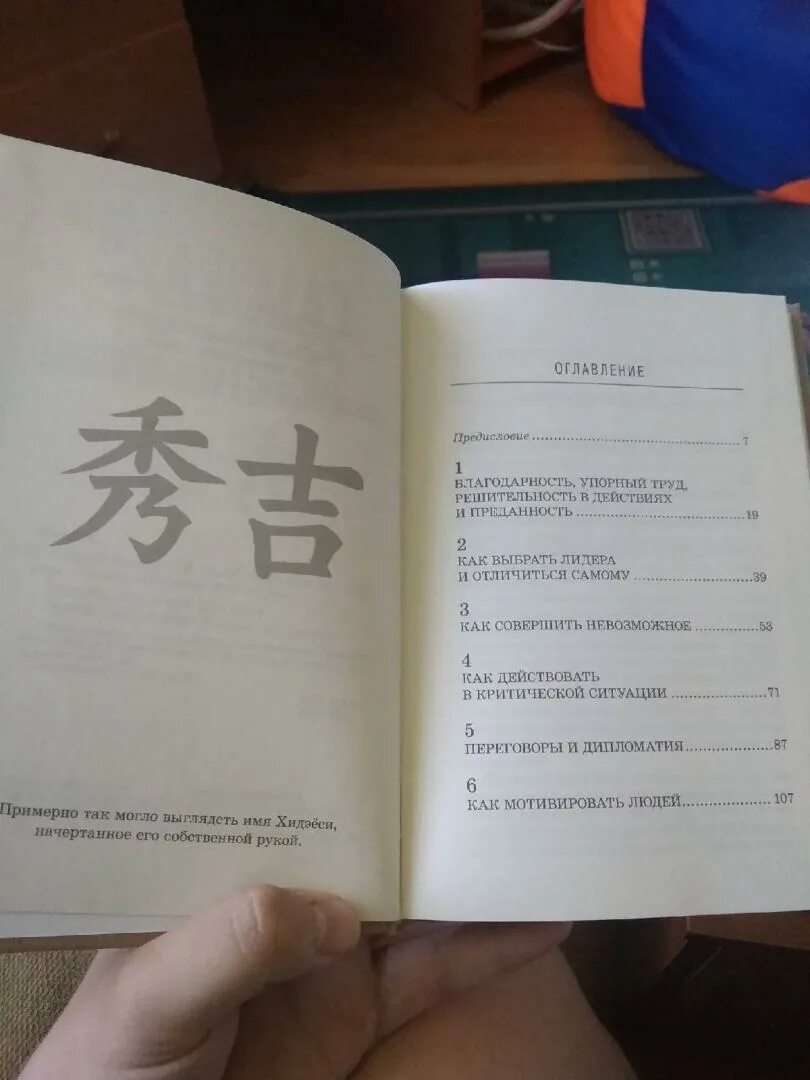 秀吉
Примерно так могло выглядеть имя Хидэёси,
начертанное его собственной рукой.
ОГЛАВЛЕНИЕ
Предисловие 7
1
БЛАГОДАРНОСТЬ, УПОРНЫЙ ТРУД,
РЕШИТЕЛЬНОСТЬ В ДЕЙСТВИЯХ
И ПРЕДАННОСТЬ 19
2
КАК ВЫБРАТЬ ЛИДЕРА
И ОТЛИЧИТЬСЯ САМОМУ 39
3
КАК СОВЕРШИТЬ НЕВОЗМОЖНОЕ 53
4
КАК ДЕЙСТВОВАТЬ
В КРИТИЧЕСКОЙ СИТУАЦИИ 71
5
ПЕРЕГОВОРЫ И ДИПЛОМАТИЯ 87
6
КАК МОТИВИРОВАТЬ ЛЮДЕЙ 107